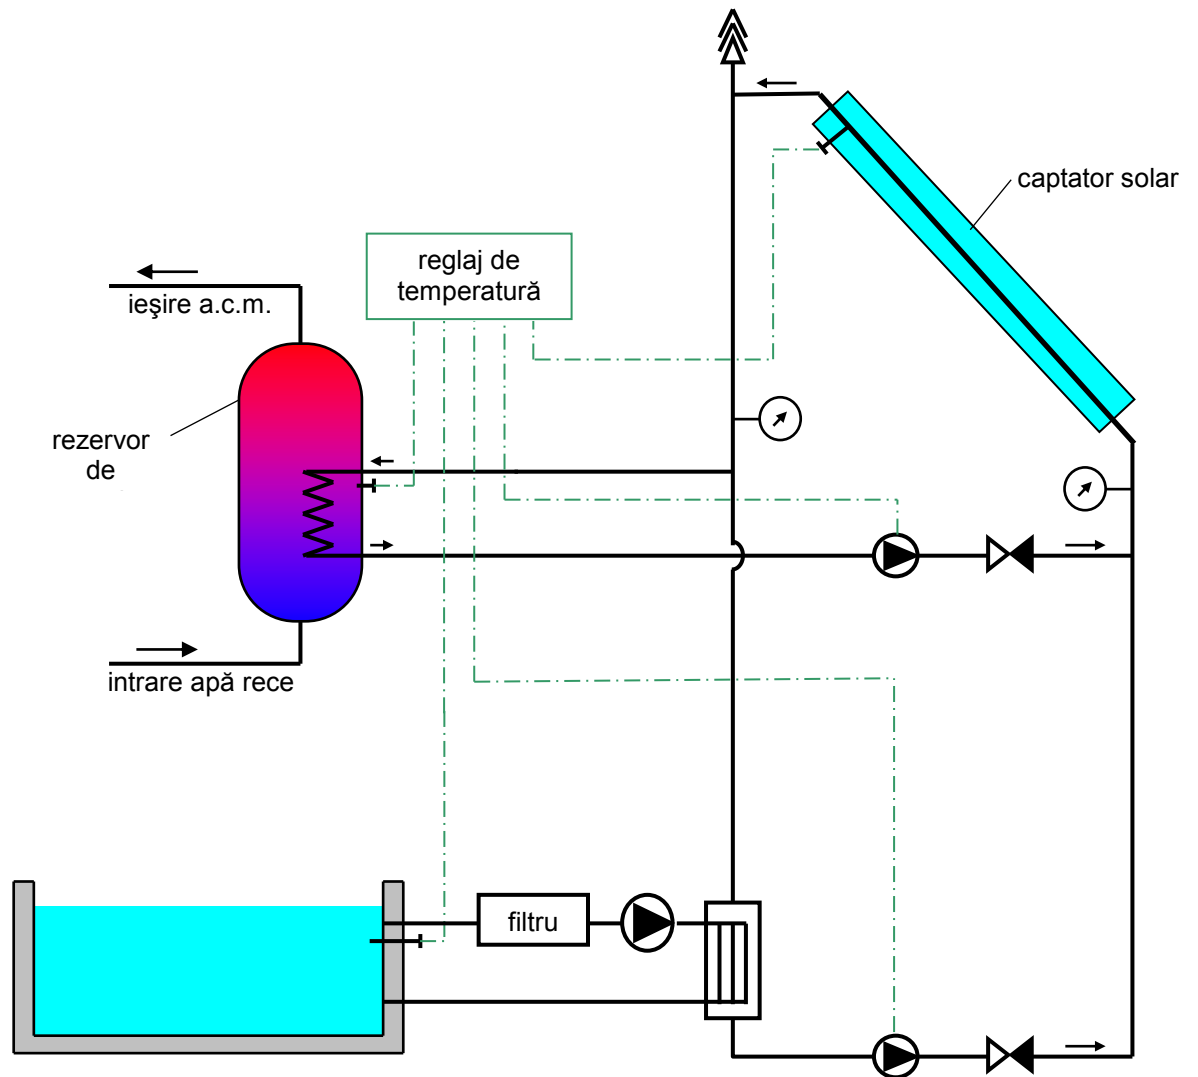 captator solar
reglaj de
temperatură
ieşire a.c.m.
rezervor
de
intrare apă rece
filtru